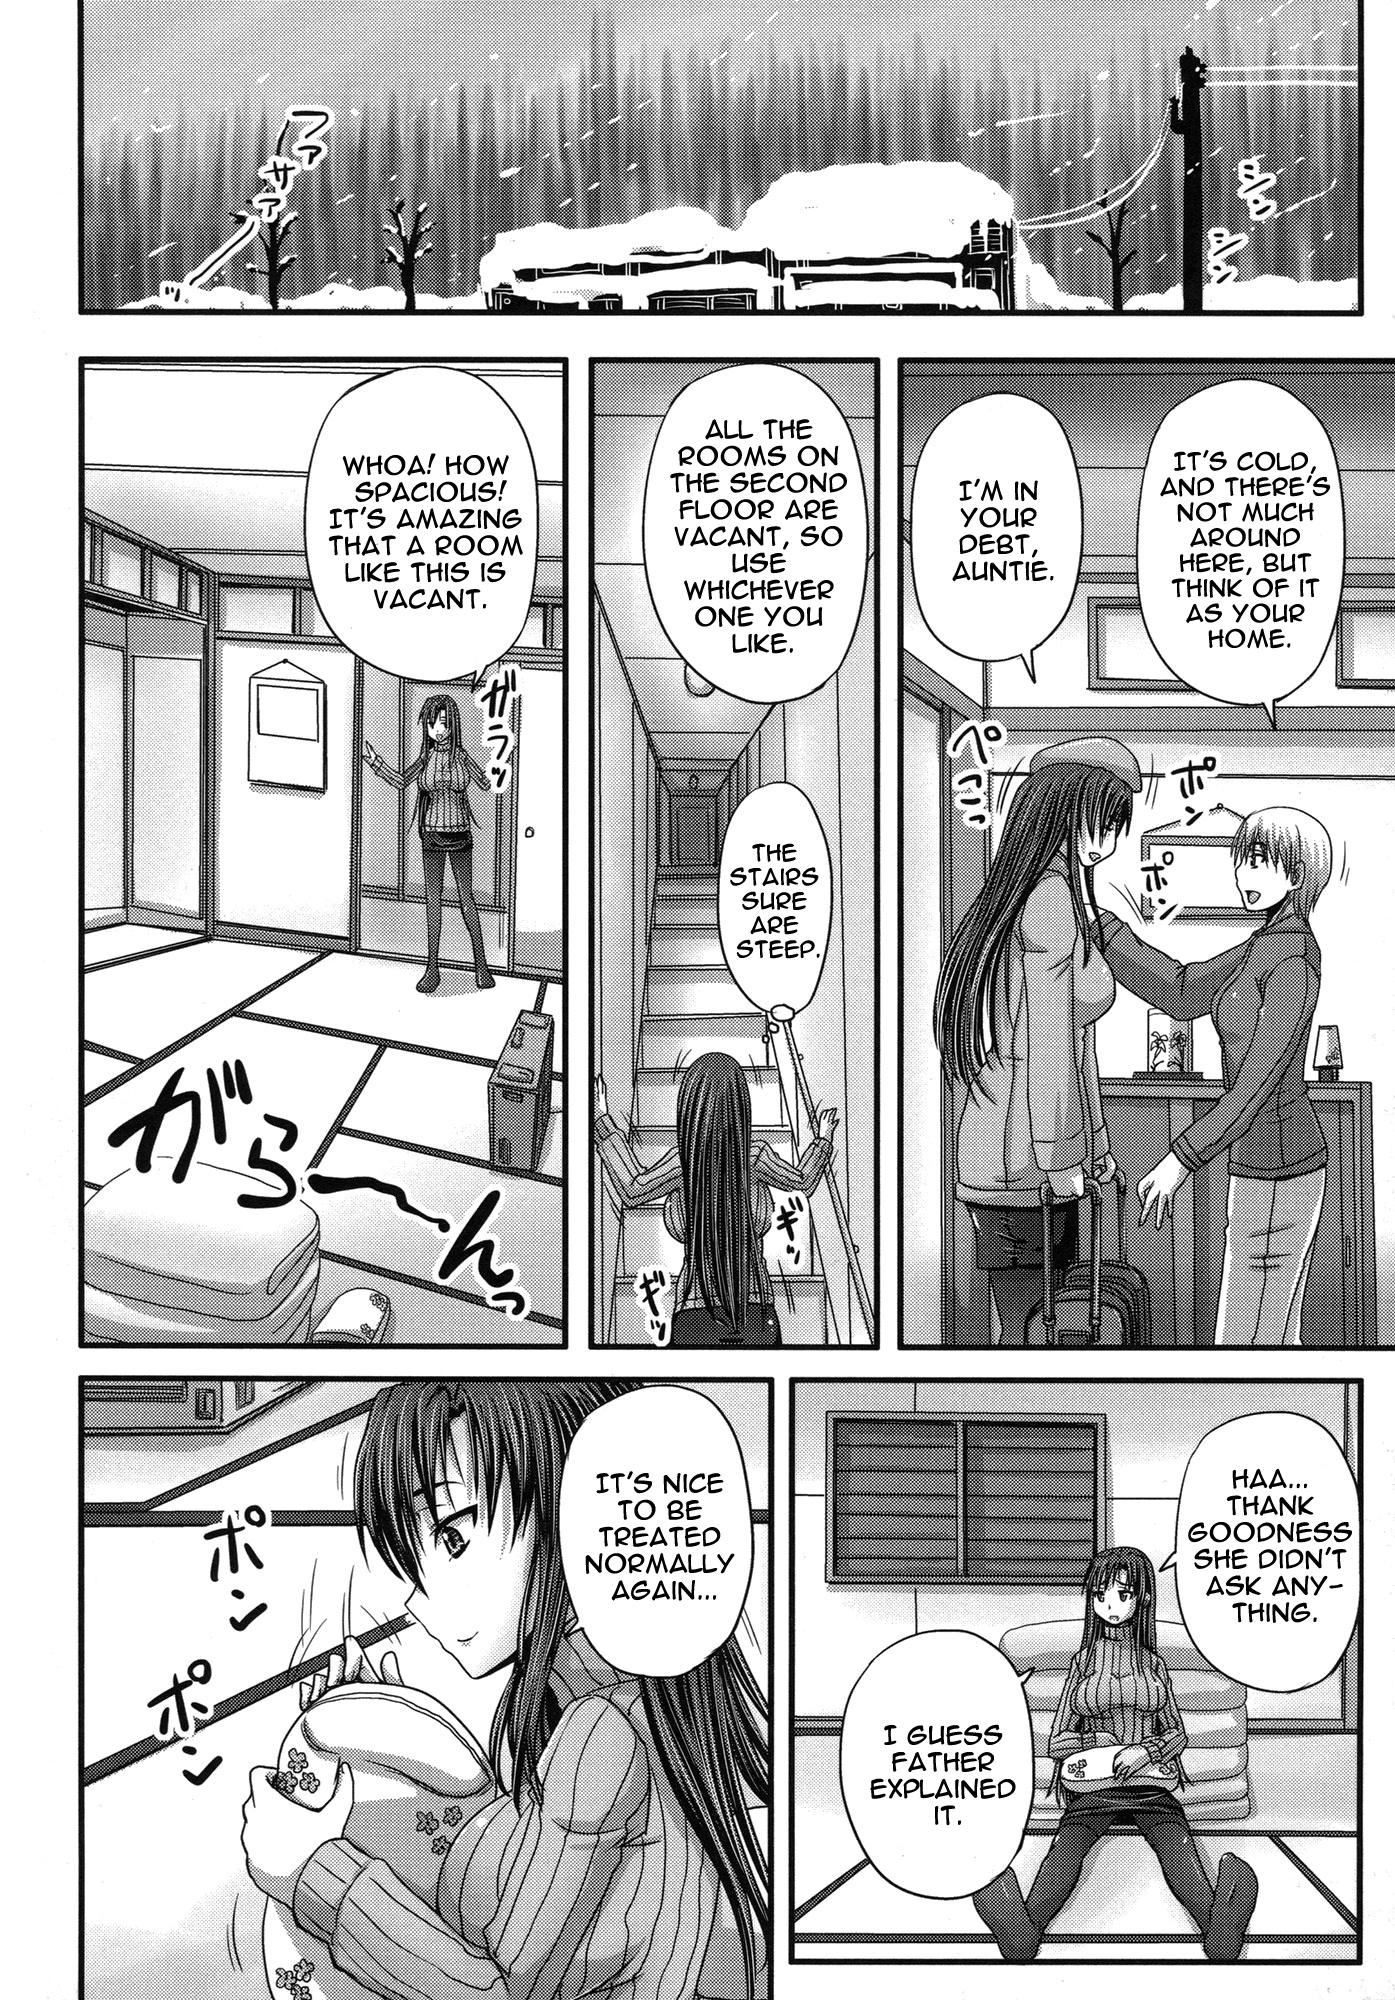 ファァ
サァァ
ッ
シン
シン
IT'S COLD,
AND THERE'S
NOT MUCH
AROUND
HERE, BUT
THINK OF IT
AS YOUR
HOME.
I'M IN
YOUR
DEBT,
AUNTIE.
ペこっ
ポン
ポン
ALL THE
ROOMS ON
THE SECOND
FLOOR ARE
VACANT, SO
USE
WHICHEVER
ONE YOU
LIKE.
THE
STAIRS
SURE ARE
STEEP.
ギッ
ギッ
WHOA! HOW
SPACIOUS!
IT'S AMAZING
THAT A ROOM
LIKE THIS IS
VACANT.
ガラッ
がら〜んっ
HAA...
THANK
GOODNESS
SHE DIDN'T
ASK ANY-
THING.
I GUESS
FATHER
EXPLAINED
IT.
IT'S NICE
TO BE
TREATED
NORMALLY
AGAIN...
ポン
ポン